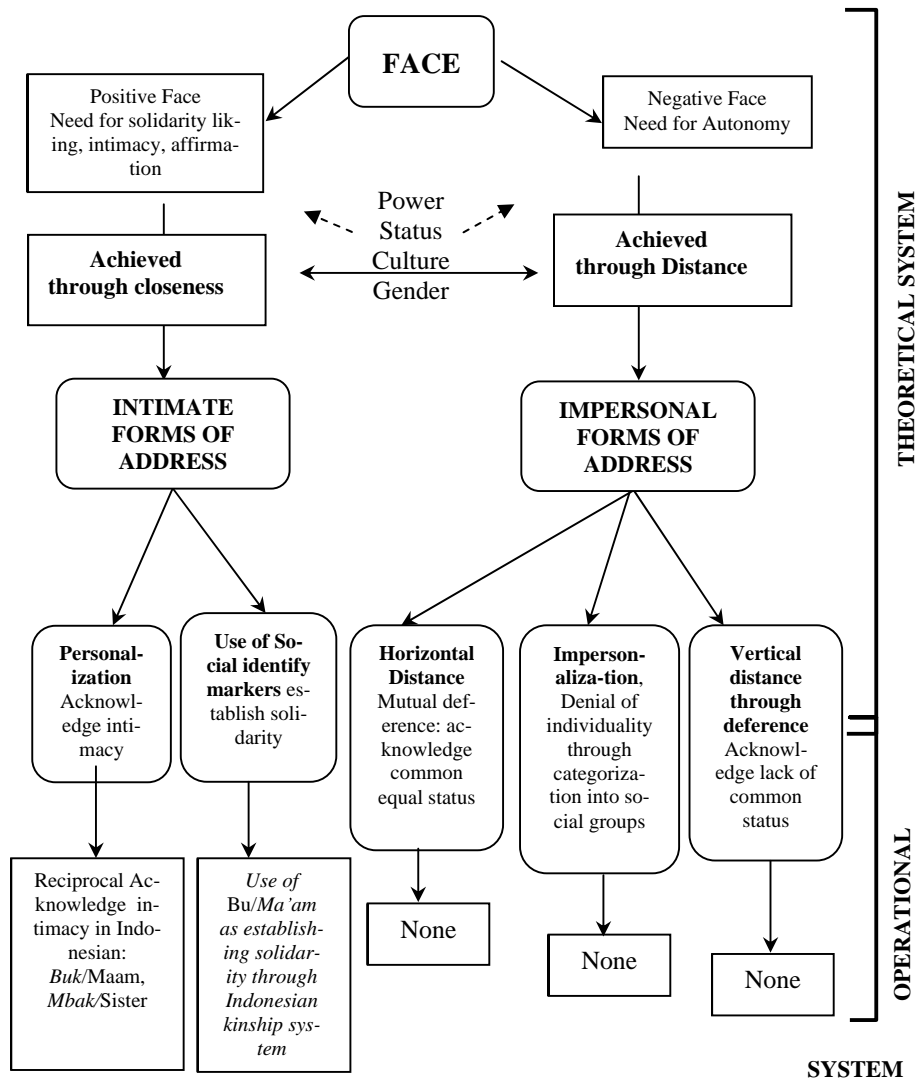 FACE
Positive Face
Need for solidarity lik-
ing, intimacy, affirma-
tion
Negative Face
Need for Autonomy
Power
Status
Culture
Gender
Achieved
through closeness
Achieved
through Distance
INTIMATE
FORMS OF
ADDRESS
IMPERSONAL
FORMS OF
ADDRESS
THEORETICAL SYSTEM
Personal-
ization
Acknowl-
edge inti-
macy
Use of So-
cial identify
markers es-
tablish soli-
darity
Horizontal
Distance
Mutual def-
erence: ac-
knowledge
common
equal status
Imperson-
aliza-tion,
Denial of
individuality
through
categoriza-
tion into so-
cial groups
Vertical
distance
through
deference
Acknowl-
edge lack of
common
status
Reciprocal Ac-
knowledge in-
timacy in Indo-
nesian:
Buk/Maam,
Mbak/Sister
Use of
Bu/Ma’am
as establish-
ing solidar-
ity through
Indonesian
kinship sys-
tem
None
None
None
OPERATIONAL
SYSTEM